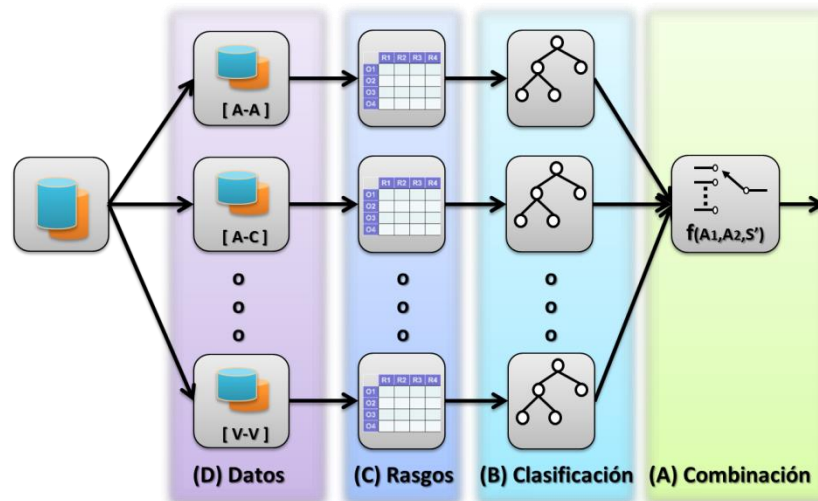 R1 R2 R3 R4
O1
O2
O3
O4
[ A-A ]
R1 R2 R3 R4
O1
O2
O3
O4
[ A-C ]
f(A1,A2,S')
o o o
o o o
o o o
R1 R2 R3 R4
O1
O2
O3
O4
[ V-V ]
(D) Datos (C) Rasgos (B) Clasificación (A) Combinación